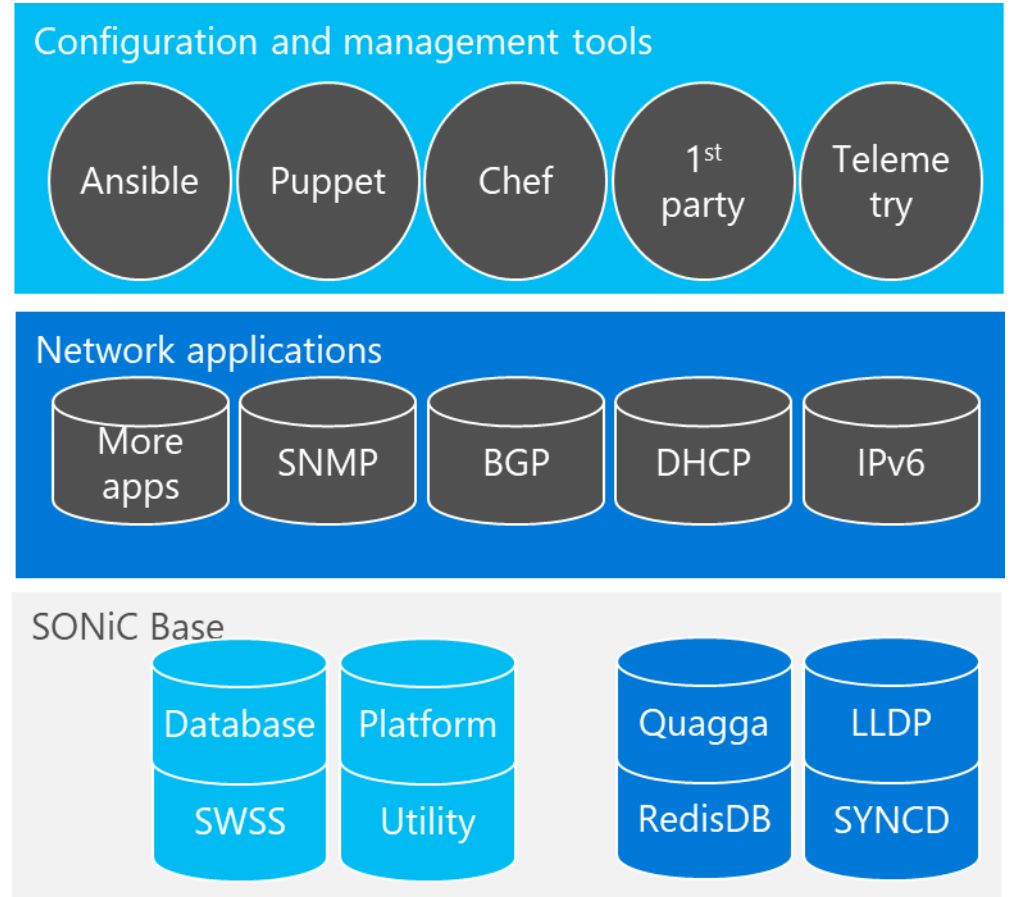 Configuration and management tools
Ansible
Puppet
Chef
1st
party
Teleme
try
Network applications
More
apps
SNMP
BGP
DHCP
IPv6
SONiC Base
Database
Platform
Quagga
LLDP
SWSS
Utility
RedisDB
SYNCD